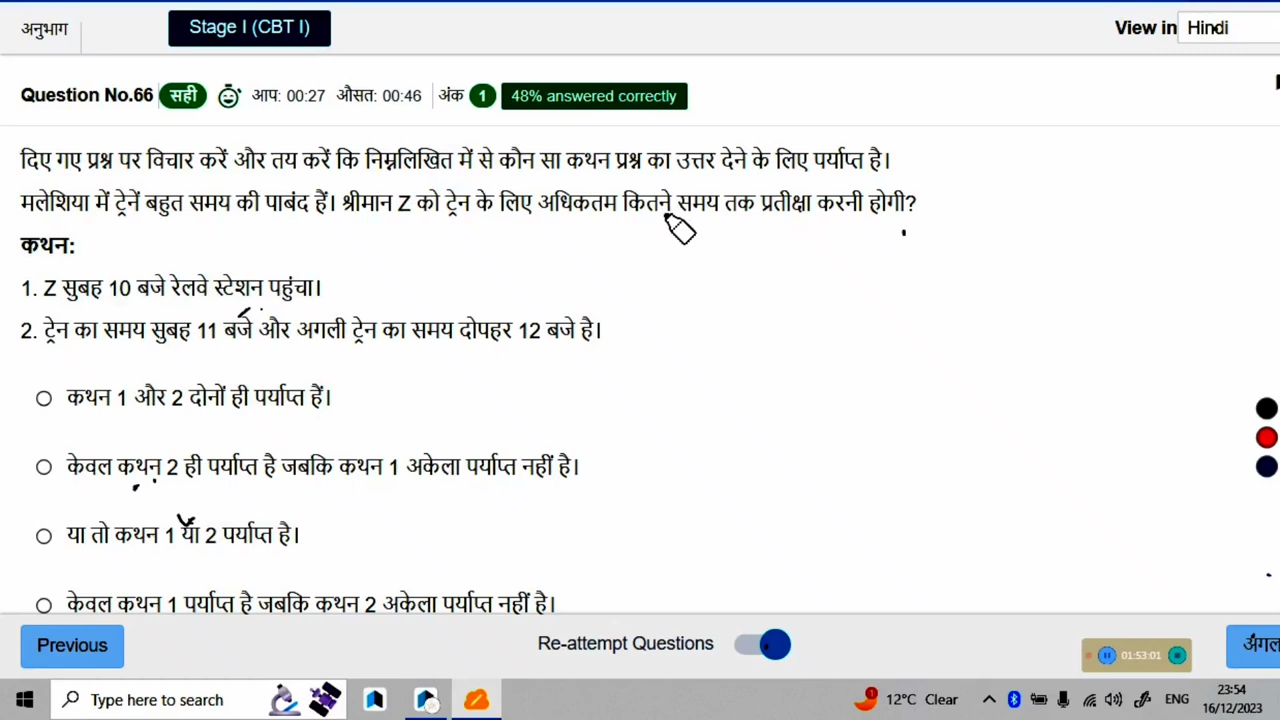 अनुभाग Stage I (CBT I) View in Hindi
Question No.66 सही आप: 00:27 औसत: 00:46 अंक 1 48% answered correctly
दिए गए प्रश्न पर विचार करें और तय करें कि निम्नलिखित में से कौन सा कथन प्रश्न का उत्तर देने के लिए पर्याप्त है।
मलेशिया में ट्रेनें बहुत समय की पाबंद हैं। श्रीमान Z को ट्रेन के लिए अधिकतम कितने समय तक प्रतीक्षा करनी होगी?
कथन:
1. Z सुबह 10 बजे रेलवे स्टेशन पहुंचा।
2. ट्रेन का समय सुबह 11 बजे और अगली ट्रेन का समय दोपहर 12 बजे है।
कथन 1 और 2 दोनों ही पर्याप्त हैं।
केवल कथन 2 ही पर्याप्त है जबकि कथन 1 अकेला पर्याप्त नहीं है।
या तो कथन 1 या 2 पर्याप्त है।
केवल कथन 1 पर्याप्त है जबकि कथन 2 अकेला पर्याप्त नहीं है।
Previous Re-attempt Questions 01:53:01
Type here to search 1 12°C Clear ENG 23:54
16/12/2023